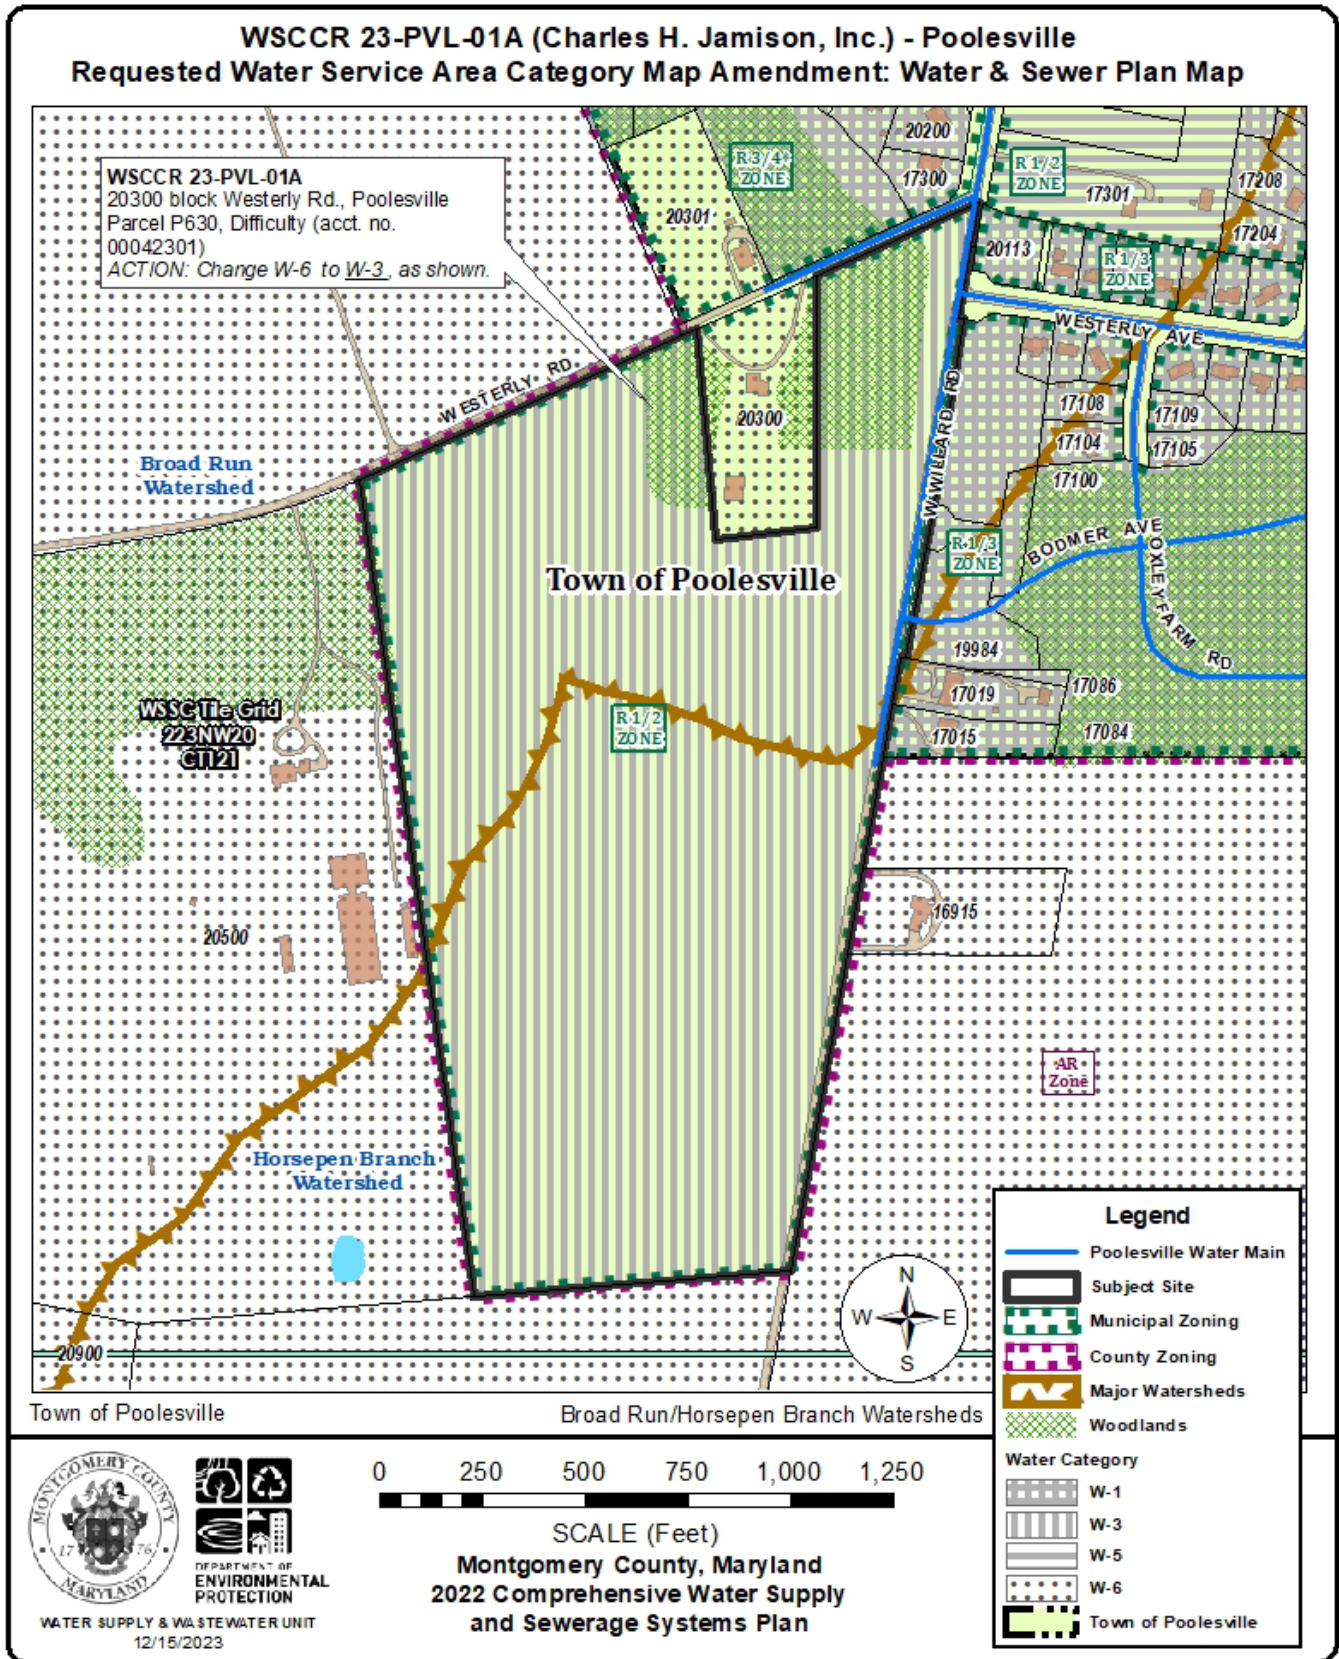 WSCCR 23-PVL-01A (Charles H. Jamison, Inc.) - Poolesville
Requested Water Service Area Category Map Amendment: Water & Sewer Plan Map
WSCCR 23-PVL-01A
20300 block Westerly Rd., Poolesville
Parcel P630, Difficulty (acct. no.
00042301)
ACTION: Change W-6 to W-3, as shown.
R 3/4
ZONE
20200
17300
R 1/2
ZONE
17301
17208
17204
20301
20113
R 1/3
ZONE
WESTERLY AVE
WESTERLY RD
20300
W WILLARD RD
17108
17109
17104
17105
17100
Broad Run
Watershed
R 1/3
ZONE
BODMER AVE
Town of Poolesville
OXLEY FARM RD
19984
17019
17086
17015
17084
R 1/2
ZONE
WSSC Tile Grid
223NW20
CT121
20500
16915
AR
Zone
Horsepen Branch
Watershed
20900
N
W
E
S
Legend
Poolesville Water Main
Subject Site
Municipal Zoning
County Zoning
Major Watersheds
Woodlands
Water Category
W-1
W-3
W-5
W-6
Town of Poolesville
Town of Poolesville
Broad Run/Horsepen Branch Watersheds
MONTGOMERY COUNTY
17 76
MARYLAND
DEPARTMENT OF
ENVIRONMENTAL
PROTECTION
WATER SUPPLY & WASTEWATER UNIT
12/15/2023
0 250 500 750 1,000 1,250
SCALE (Feet)
Montgomery County, Maryland
2022 Comprehensive Water Supply
and Sewerage Systems Plan